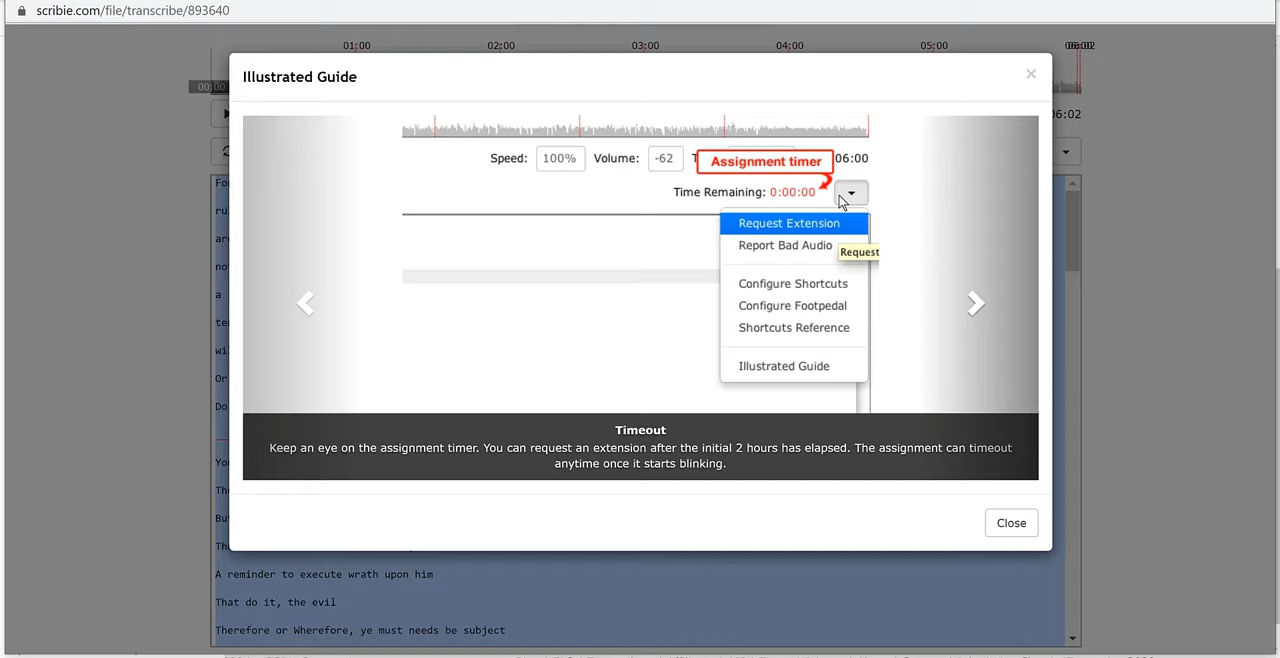 scribie.com/file/transcribe/893640
01:00 02:00 03:00 04:00 05:00 06:02
00:00
Illustrated Guide
×
06:02
Speed: 100% Volume: -62 06:00
Assignment timer
Time Remaining: 0:00:00
Request Extension
Report Bad Audio
Request
Configure Shortcuts
Configure Footpedal
Shortcuts Reference
Illustrated Guide
Timeout
Keep an eye on the assignment timer. You can request an extension after the initial 2 hours has elapsed. The assignment can timeout
anytime once it starts blinking.
Close
A reminder to execute wrath upon him
That do it, the evil
Therefore or Wherefore, ye must needs be subject